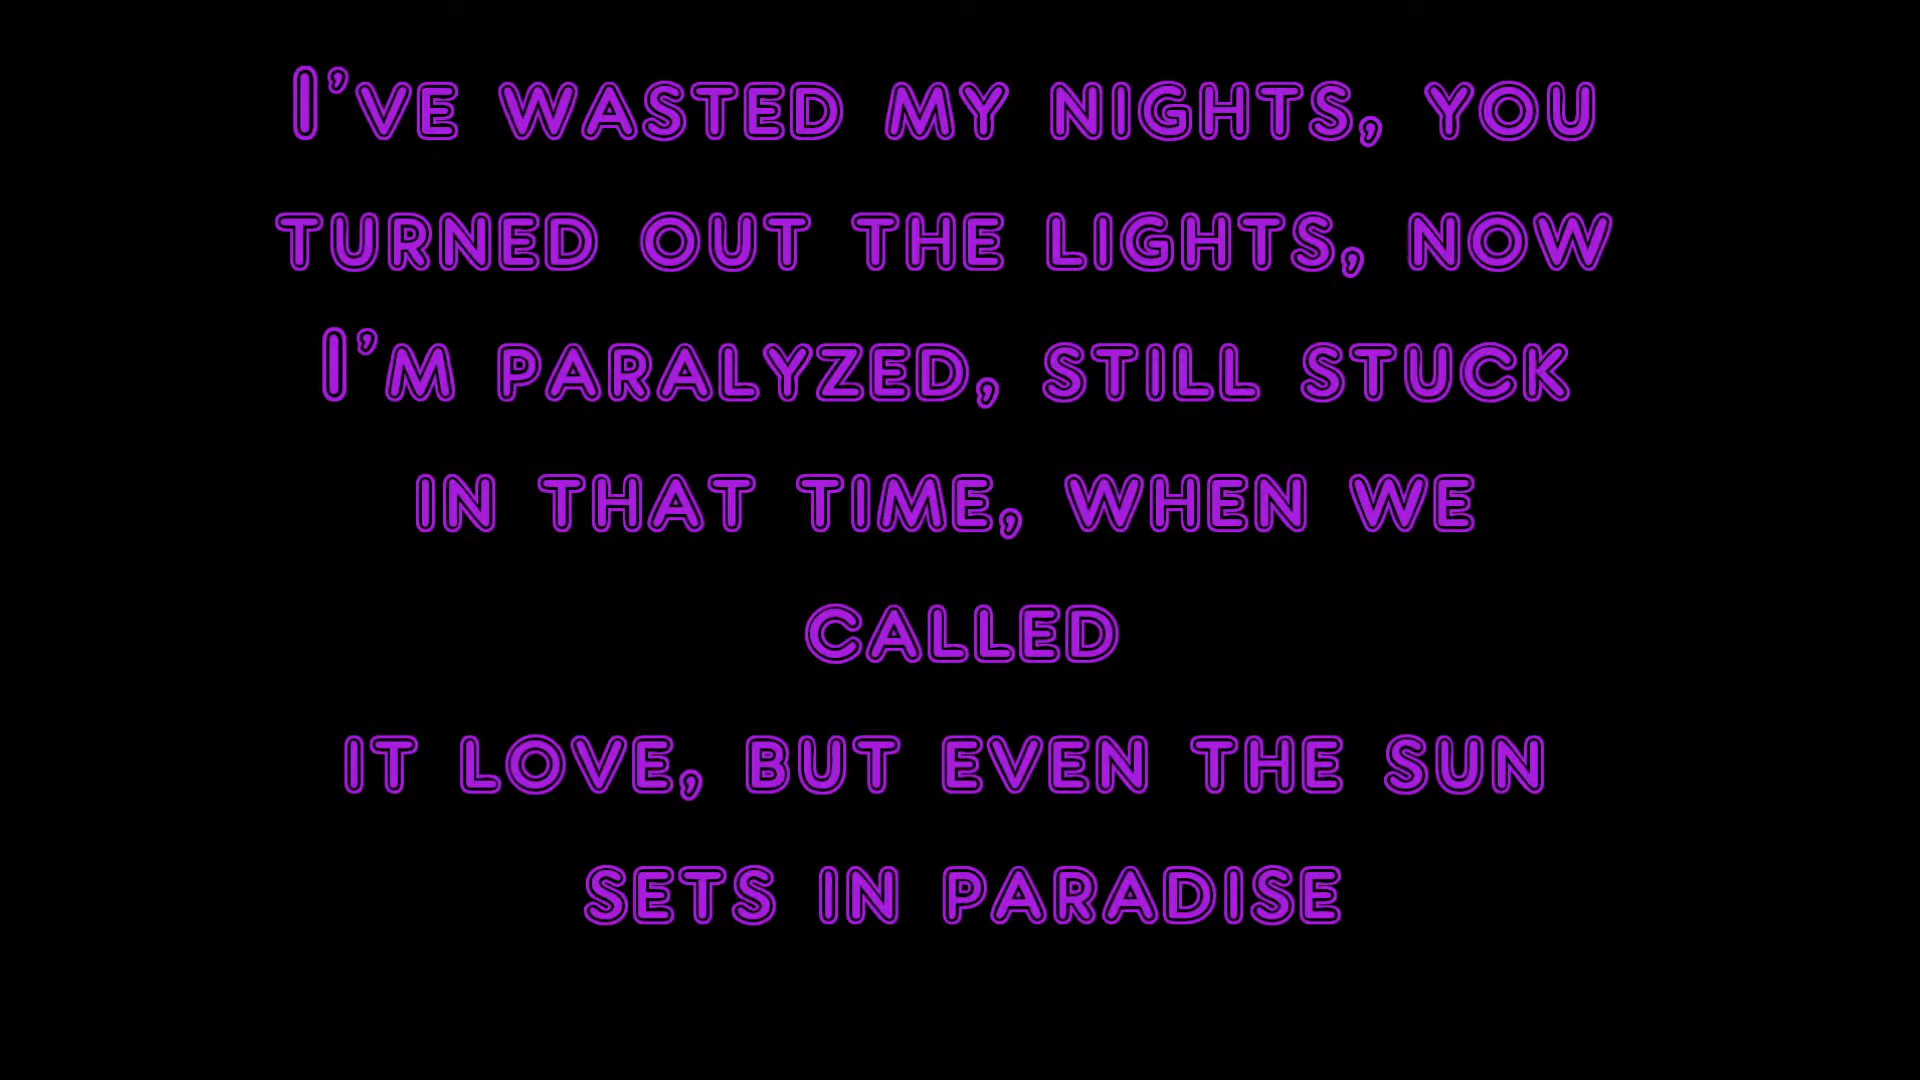 I’ve wasted my nights, you
turned out the lights, now
I’m paralyzed, still stuck
in that time, when we
called
it love, but even the sun
sets in paradise